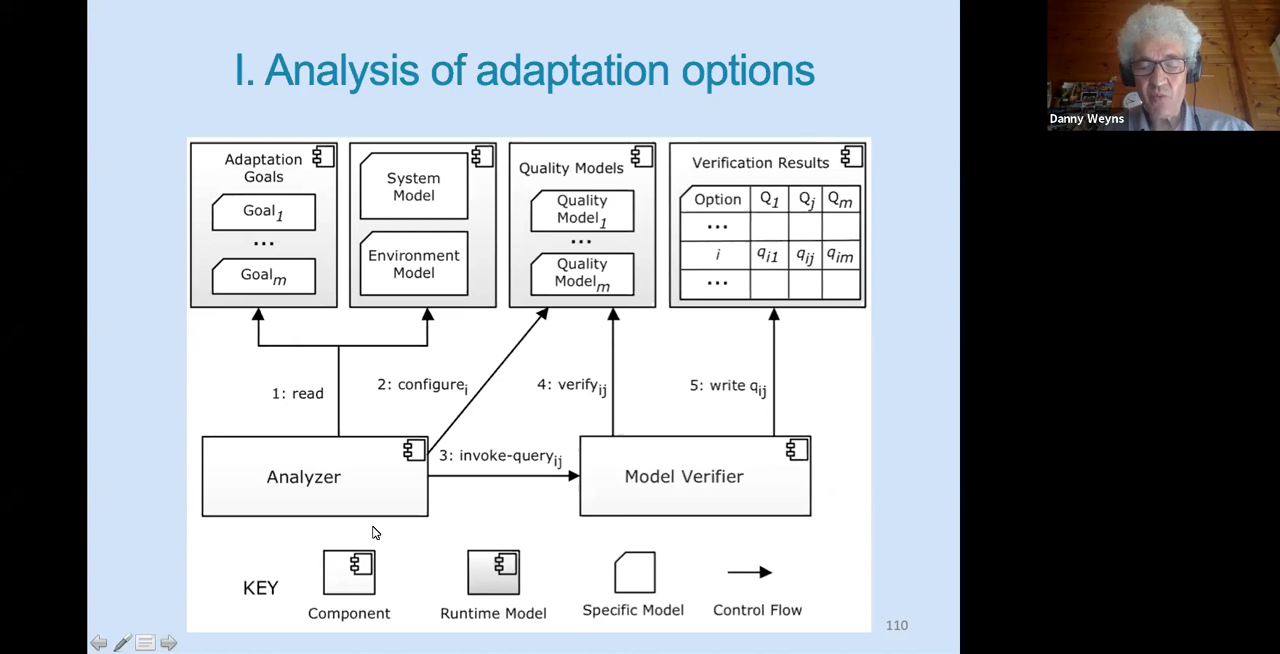 I. Analysis of adaptation options
Danny Weyns
Adaptation
Goals
Goal1
...
Goalm
System
Model
Environment
Model
Quality Models
Quality
Model1
...
Quality
Modelm
Verification Results
Option Q1 Qj Qm
...
i qi1 qij qim
...
1: read
2: configurei
4: verifyij
5: write qij
3: invoke-queryij
Analyzer
Model Verifier
KEY
Component
Runtime Model
Specific Model
Control Flow
110